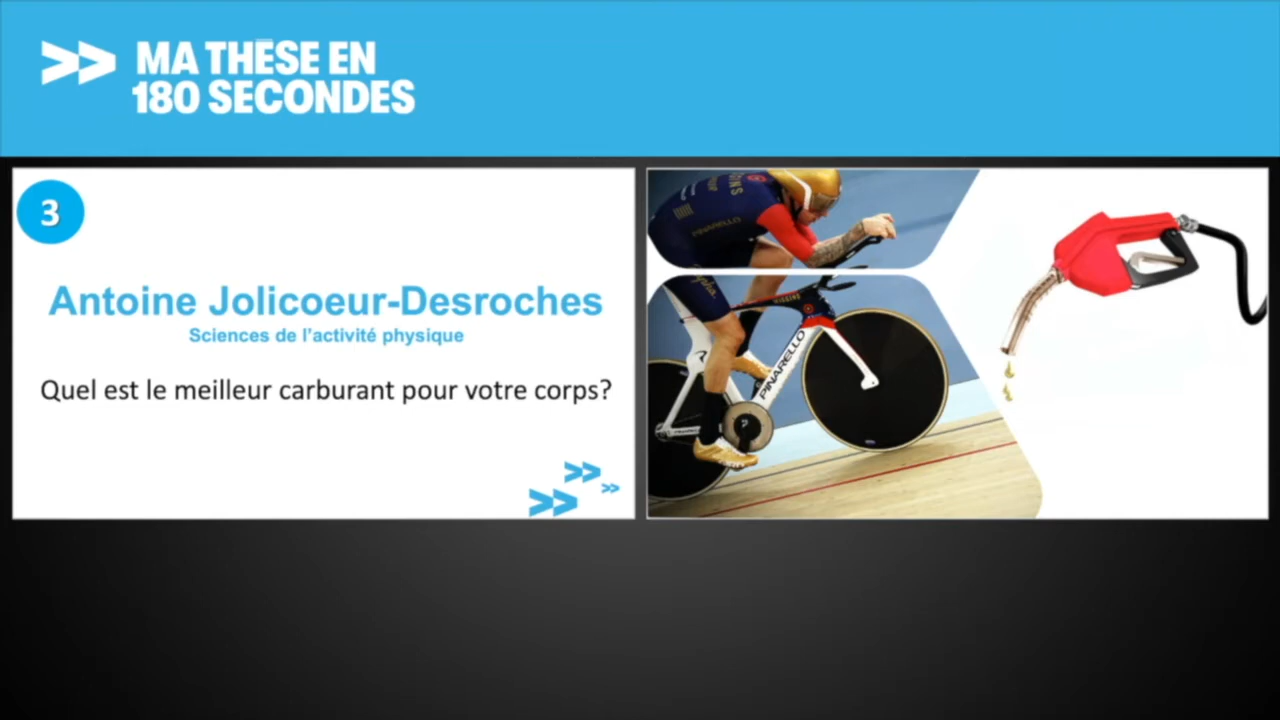 MA THÈSE EN
180 SECONDES
3
Antoine Jolicoeur-Desroches
Sciences de l'activité physique
Quel est le meilleur carburant pour votre corps?
PINARELLO